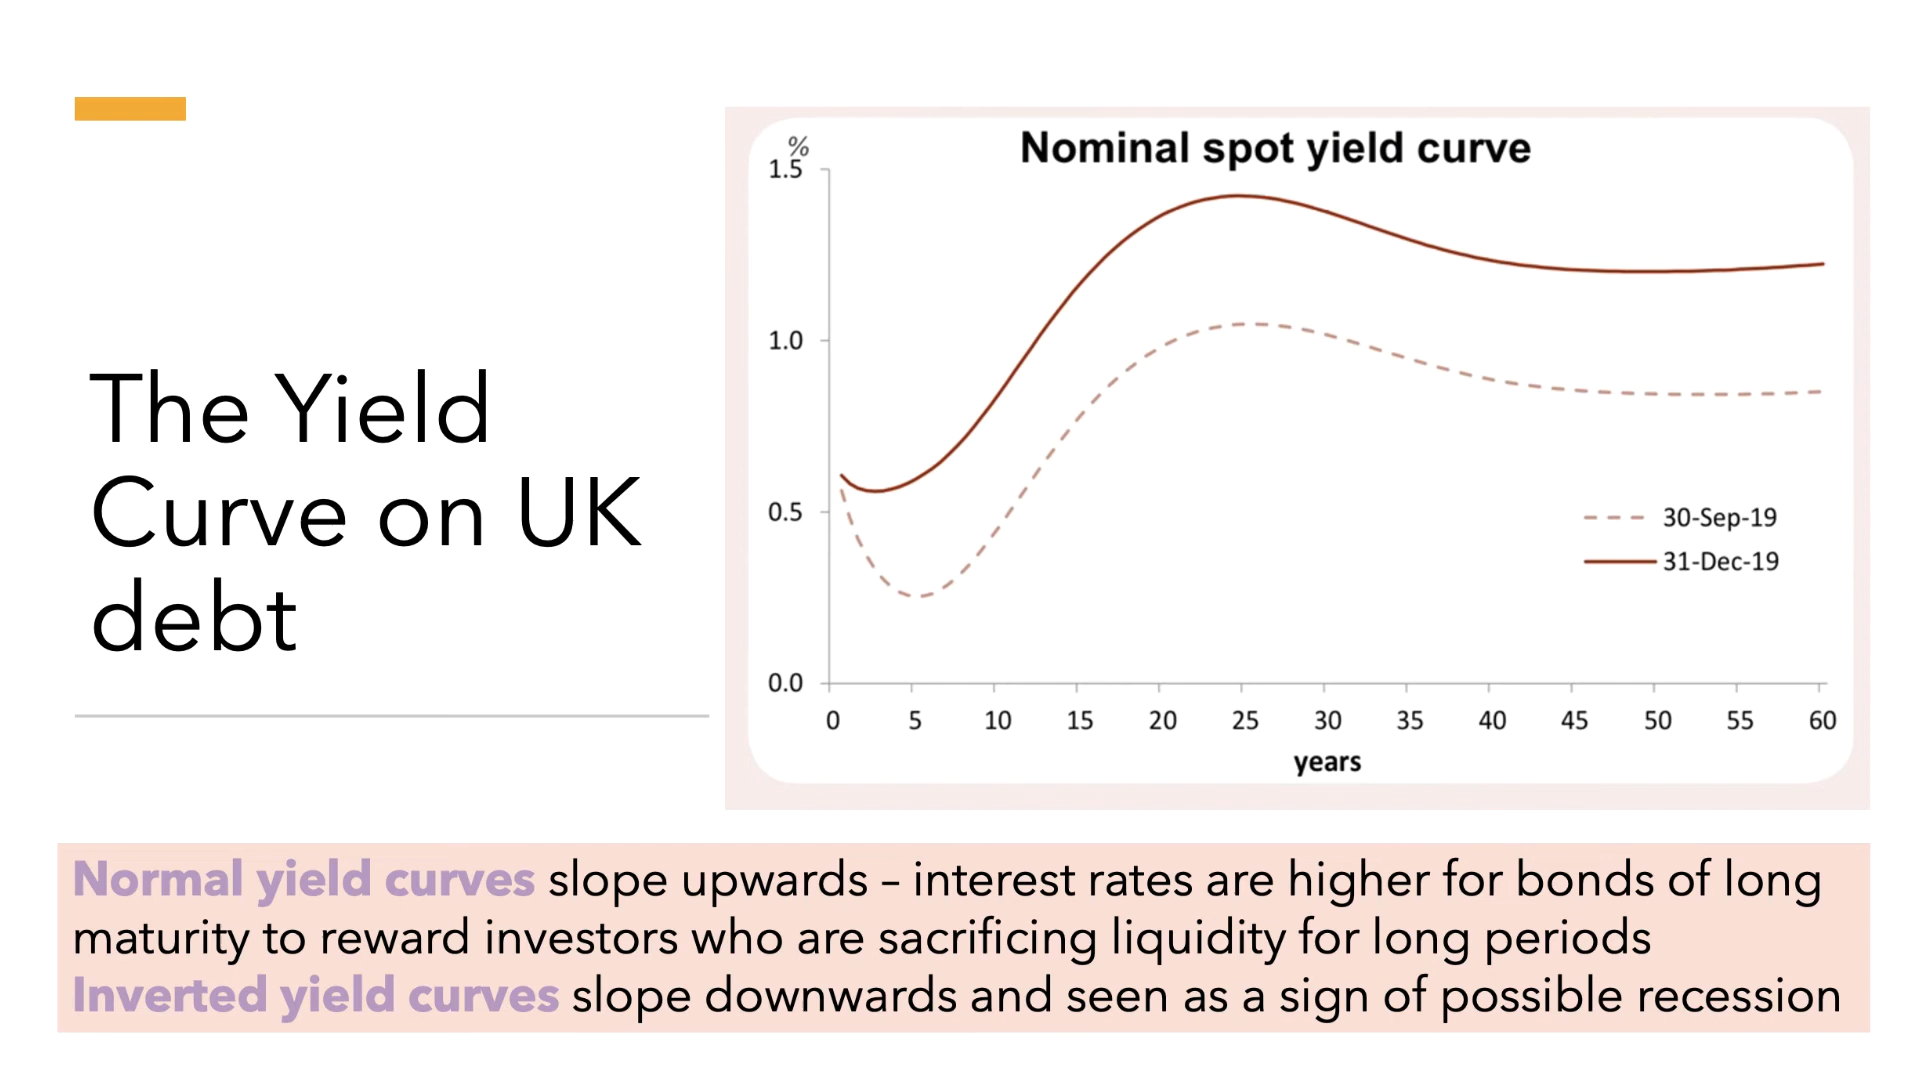 The Yield
Curve on UK
debt
Nominal spot yield curve
%
1.5
1.0
0.5
0.0
0 5 10 15 20 25 30 35 40 45 50 55 60
years
30-Sep-19
31-Dec-19
Normal yield curves slope upwards – interest rates are higher for bonds of long
maturity to reward investors who are sacrificing liquidity for long periods
Inverted yield curves slope downwards and seen as a sign of possible recession